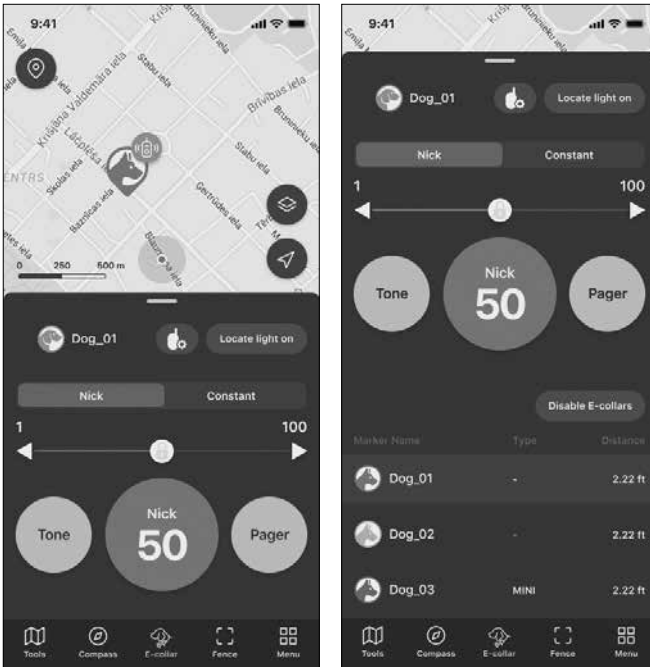 9:41
Emīla
Bruņinieku iela
Stabu iela
Krišjāņa Valdemāra iela
Brīvības iela
Bruņinieku iela
Lāčplēša
Stabu iela
ENTRS
Skolas iela
Ģertrūdes iela
Baznīcas iela
0 250 500 m
Dog_01
Locate light on
Nick Constant
1 100
Tone
Nick
50
Pager
Tools Compass E-collar Fence Menu
9:41
Dog_01
Locate light on
Nick Constant
1 100
Tone
Nick
50
Pager
Disable E-collars
Marker Name Type Distance
Dog_01 - 2.22 ft
Dog_02 - 2.22 ft
Dog_03 MINI 2.22 ft
Tools Compass E-collar Fence Menu